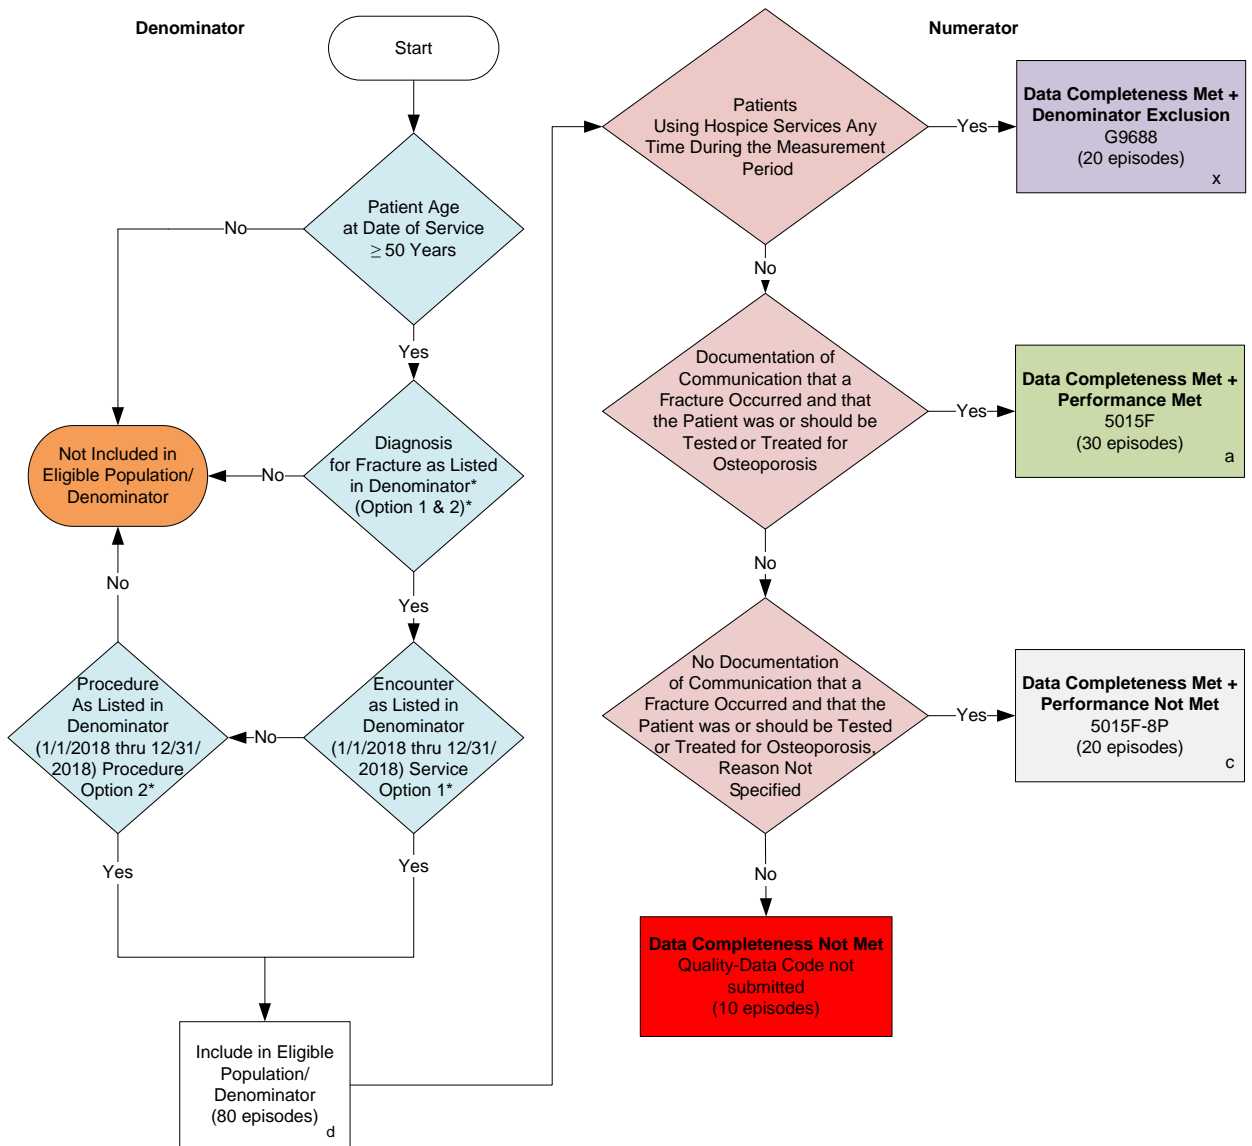 Denominator
Start
Patient Age
at Date of Service
≥ 50 Years
No
Yes
Diagnosis
for Fracture as Listed
in Denominator*
(Option 1 & 2)*
No
Not Included in
Eligible Population/
Denominator
Yes
No
Encounter
as Listed in
Denominator
(1/1/2018 thru 12/31/
2018) Service
Option 1*
No
Procedure
As Listed in
Denominator
(1/1/2018 thru 12/31/
2018) Procedure
Option 2*
Yes
Yes
Include in Eligible
Population/
Denominator
(80 episodes)
d
Numerator
Patients
Using Hospice Services Any
Time During the Measurement
Period
Yes
Data Completeness Met +
Denominator Exclusion
G9688
(20 episodes)
x
No
Documentation of
Communication that a
Fracture Occurred and that
the Patient was or should be
Tested or Treated for
Osteoporosis
Yes
Data Completeness Met +
Performance Met
5015F
(30 episodes)
a
No
No Documentation
of Communication that a
Fracture Occurred and that the
Patient was or should be Tested
or Treated for Osteoporosis,
Reason Not
Specified
Yes
Data Completeness Met +
Performance Not Met
5015F-8P
(20 episodes)
c
No
Data Completeness Not Met
Quality-Data Code not
submitted
(10 episodes)